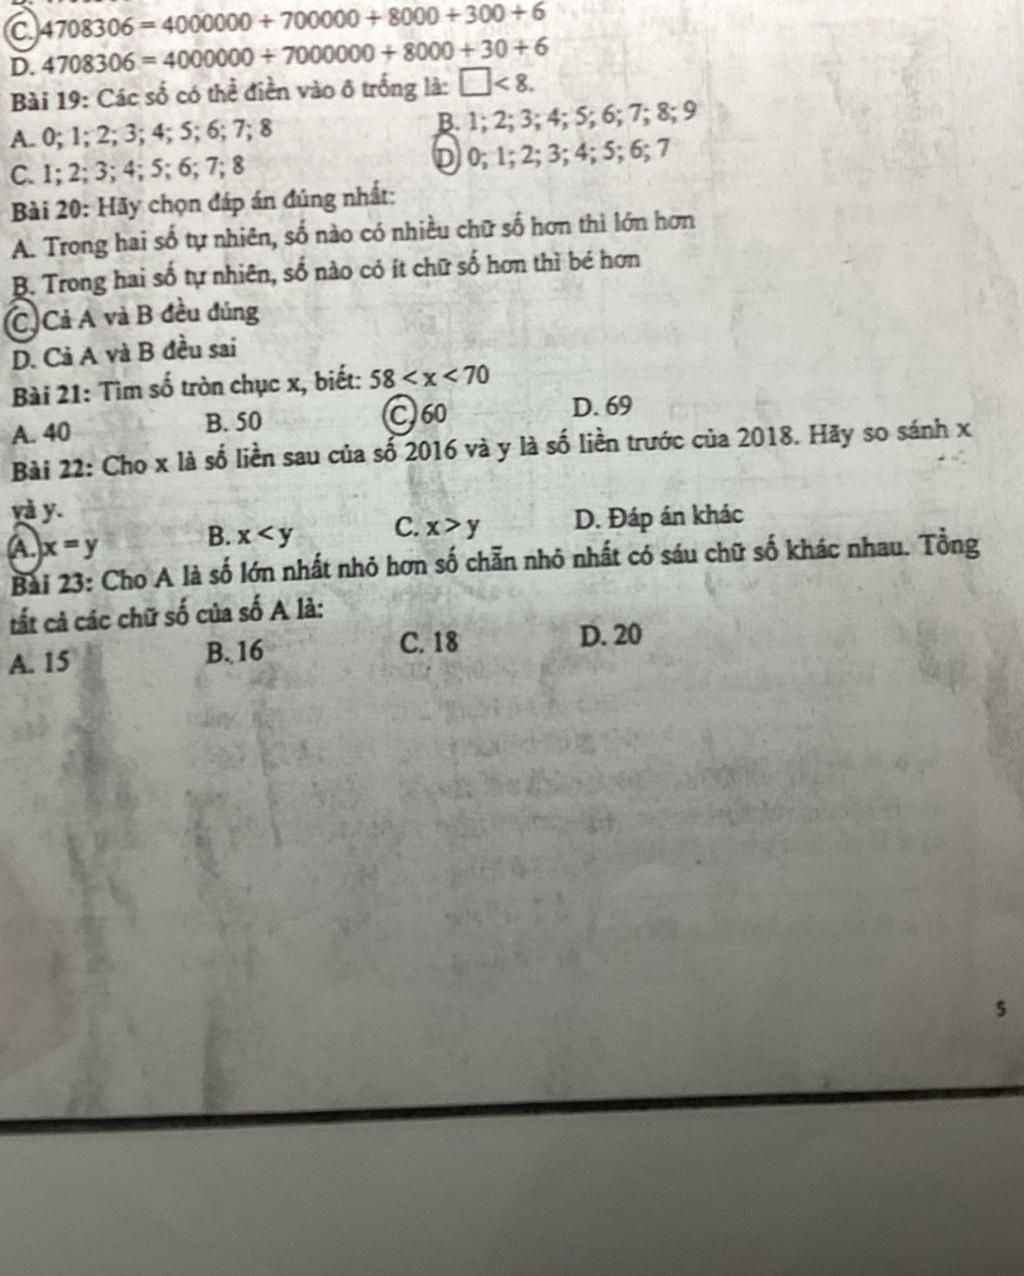 C. 4708306 = 4000000 + 700000 + 8000 + 300 + 6
D. 4708306 = 4000000 + 7000000 + 8000 + 30 + 6
Bài 19: Các số có thể điền vào ô trống là: □ < 8.
A. 0; 1; 2; 3; 4; 5; 6; 7; 8 B. 1; 2; 3; 4; 5; 6; 7; 8; 9
C. 1; 2; 3; 4; 5; 6; 7; 8 D 0; 1; 2; 3; 4; 5; 6; 7
Bài 20: Hãy chọn đáp án đúng nhất:
A. Trong hai số tự nhiên, số nào có nhiều chữ số hơn thì lớn hơn
B. Trong hai số tự nhiên, số nào có ít chữ số hơn thì bé hơn
C. Cả A và B đều đúng
D. Cả A và B đều sai
Bài 21: Tìm số tròn chục x, biết: 58 < x < 70
A. 40 B. 50 C. 60 D. 69
Bài 22: Cho x là số liền sau của số 2016 và y là số liền trước của 2018. Hãy so sánh x
và y.
A. x = y B. x < y C. x > y D. Đáp án khác
Bài 23: Cho A là số lớn nhất nhỏ hơn số chẵn nhỏ nhất có sáu chữ số khác nhau. Tổng
tất cả các chữ số của số A là:
A. 15 B. 16 C. 18 D. 20
5